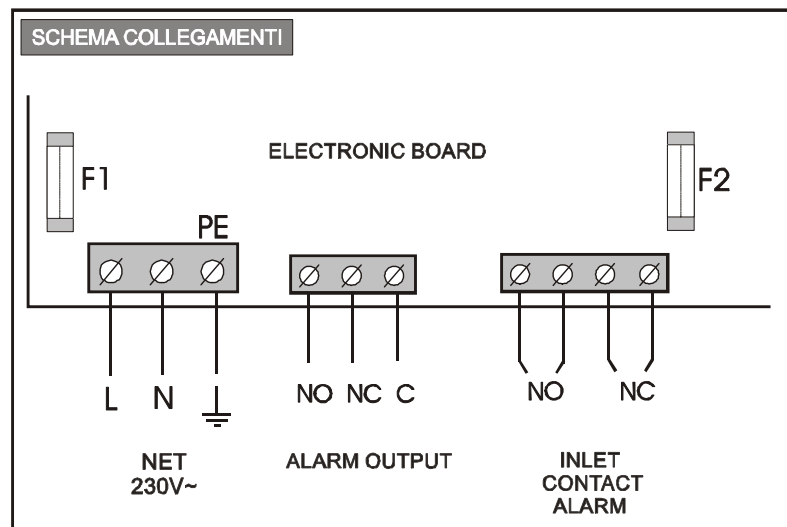 SCHEMA COLLEGAMENTI
ELECTRONIC BOARD
F1
F2
PE
L N
NO NC C
NO NC
NET
230V~
ALARM OUTPUT
INLET
CONTACT
ALARM